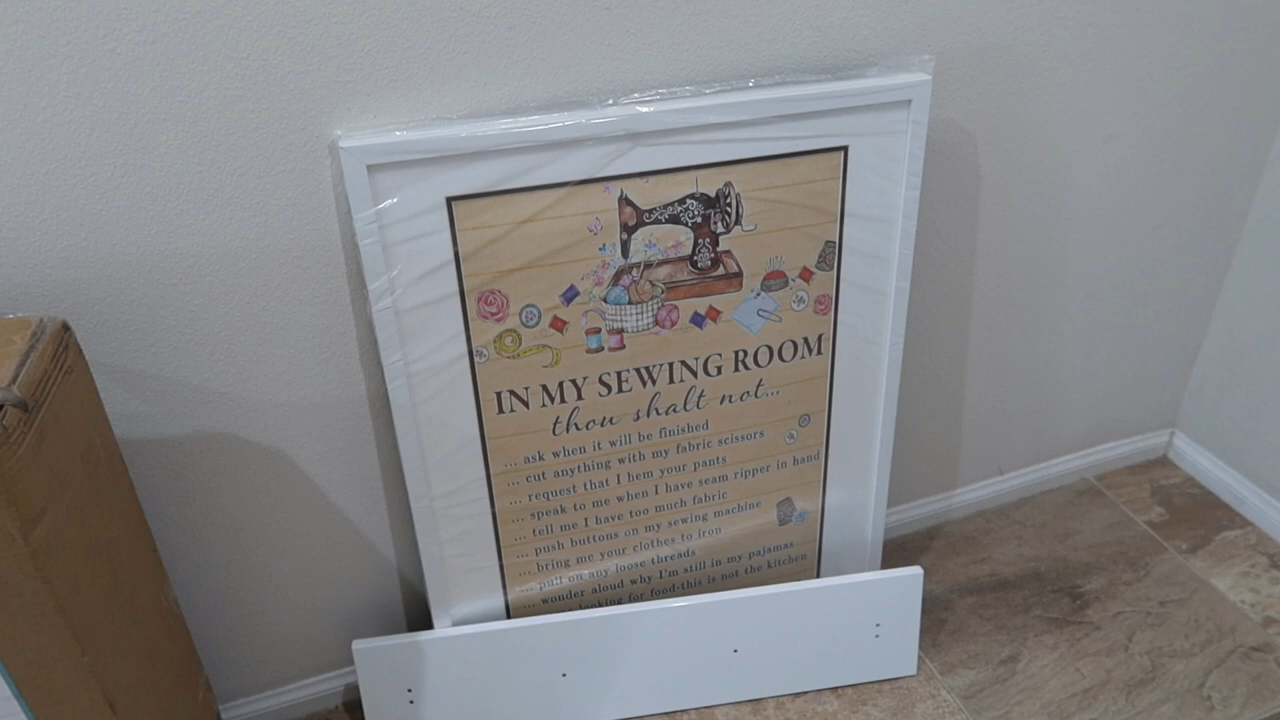 IN MY SEWING ROOM
thou shalt not...
... ask when it will be finished
... cut anything with my fabric scissors
... request that I hem your pants
... speak to me when I have seam ripper in hand
... tell me I have too much fabric
... push buttons on my sewing machine
... bring me your clothes to iron
... pull on any loose threads
... wonder aloud why I'm still in my pajamas
looking for food-this is not the kitchen